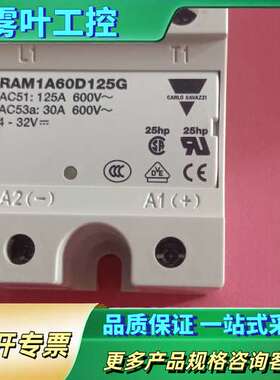 雾叶工控
L1
T1
RAM1A60D125G
AC51: 125A 600V~
AC53a: 30A 600V~
4 - 32V
CARLO GAVAZZI
25hp
25hp
A2(-)
A1(+)
开专票
品质保证 一站式采
更多产品规格咨询客